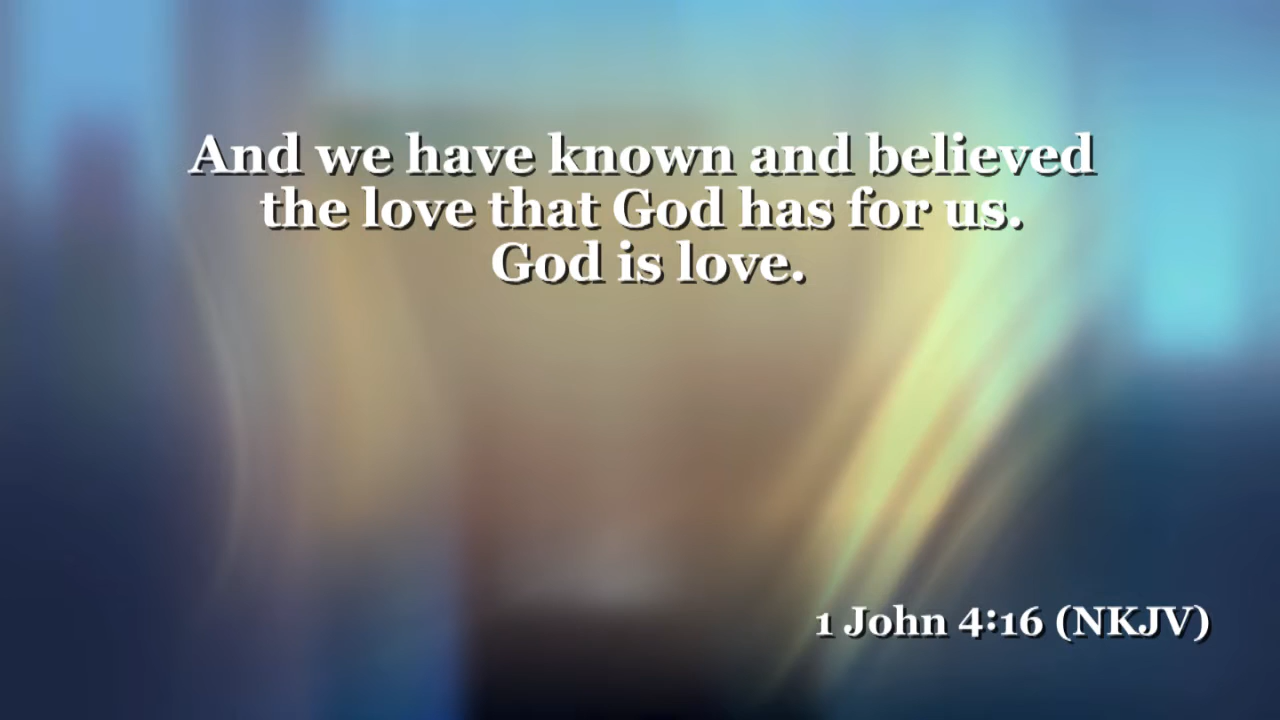 And we have known and believed
the love that God has for us.
God is love.
1 John 4:16 (NKJV)